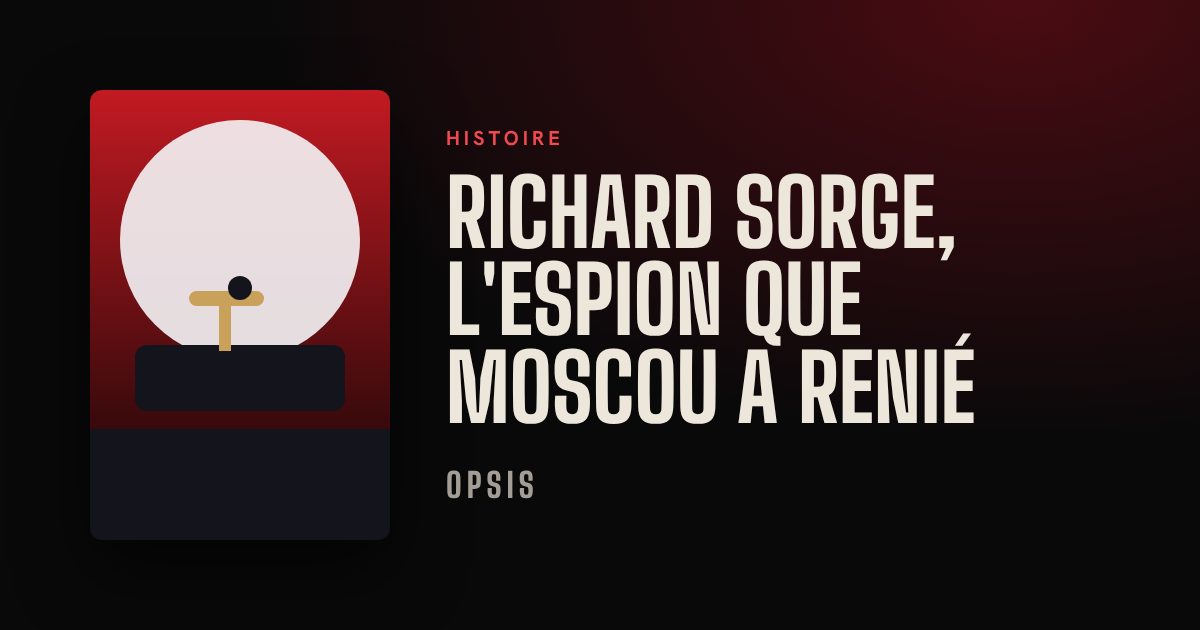 HISTOIRE
RICHARD SORGE,
L'ESPION QUE
MOSCOU A RENIÉ
OPSIS